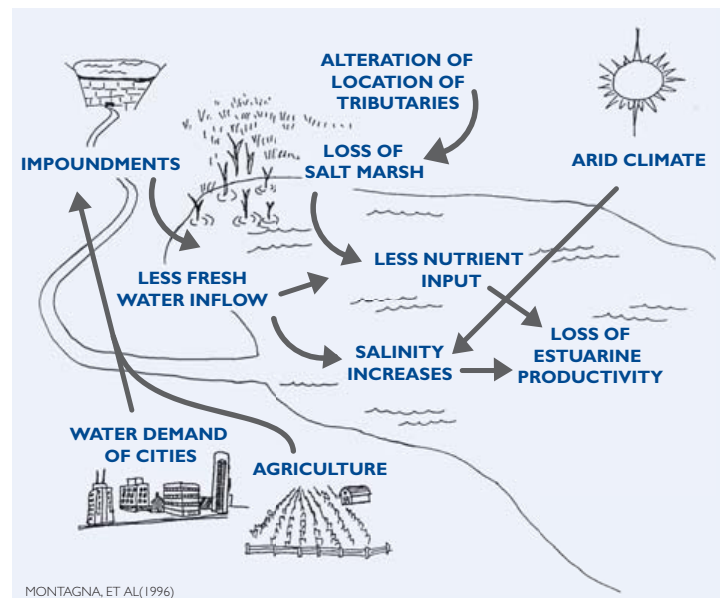 ALTERATION OF
LOCATION OF
TRIBUTARIES
IMPOUNDMENTS
LOSS OF
SALT MARSH
ARID CLIMATE
LESS FRESH
WATER INFLOW
LESS NUTRIENT
INPUT
SALINITY
INCREASES
LOSS OF
ESTUARINE
PRODUCTIVITY
WATER DEMAND
OF CITIES
AGRICULTURE
MONTAGNA, ET AL(1996)